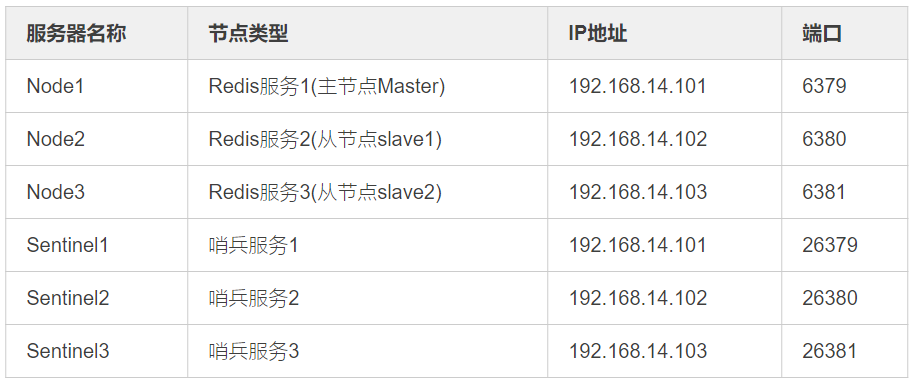 服务器名称 节点类型 IP地址 端口
Node1 Redis服务1(主节点Master) 192.168.14.101 6379
Node2 Redis服务2(从节点slave1) 192.168.14.102 6380
Node3 Redis服务3(从节点slave2) 192.168.14.103 6381
Sentinel1 哨兵服务1 192.168.14.101 26379
Sentinel2 哨兵服务2 192.168.14.102 26380
Sentinel3 哨兵服务3 192.168.14.103 26381